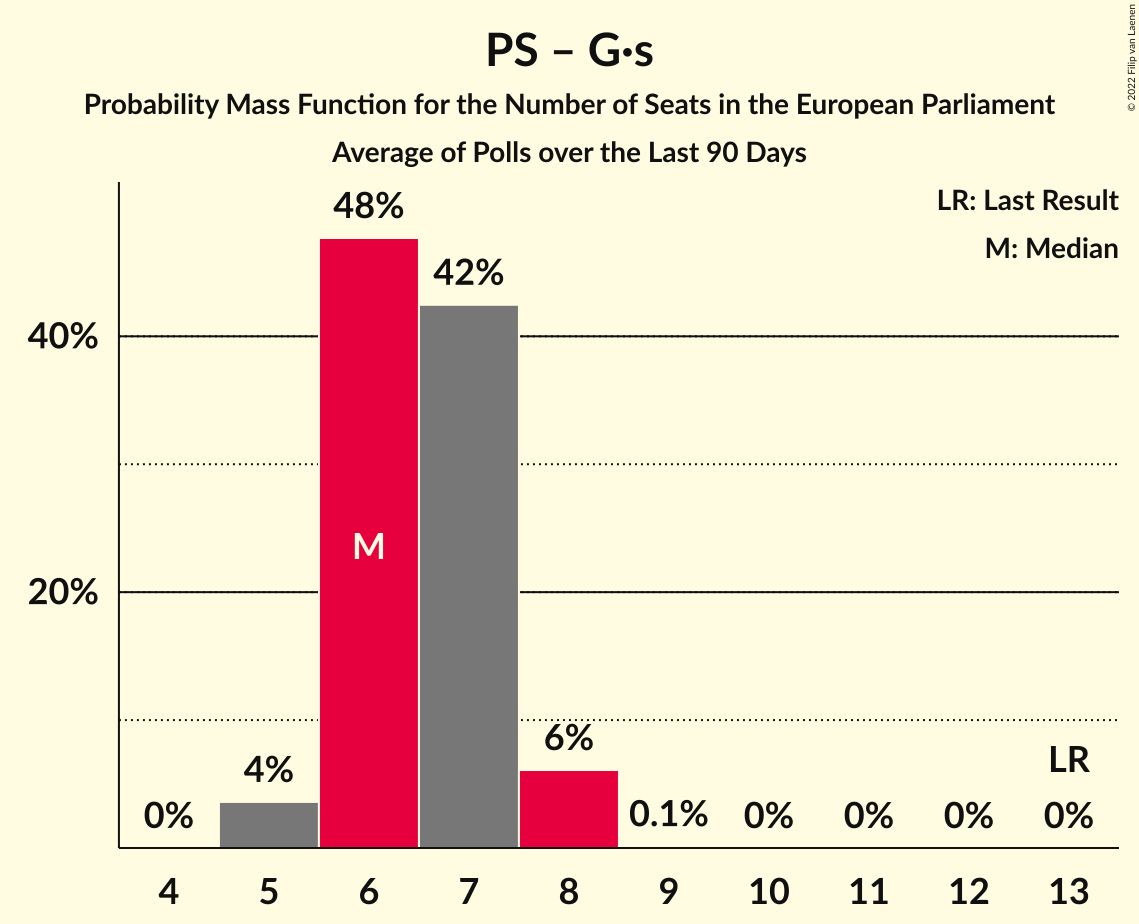 PS – G·s
Probability Mass Function for the Number of Seats in the European Parliament
Average of Polls over the Last 90 Days
© 2022 Filip van Laenen
LR: Last Result
M: Median
48%
42%
40%
M
20%
6%
4%
LR
0%
0.1%
0%
0%
0%
0%
4 5 6 7 8 9 10 11 12 13